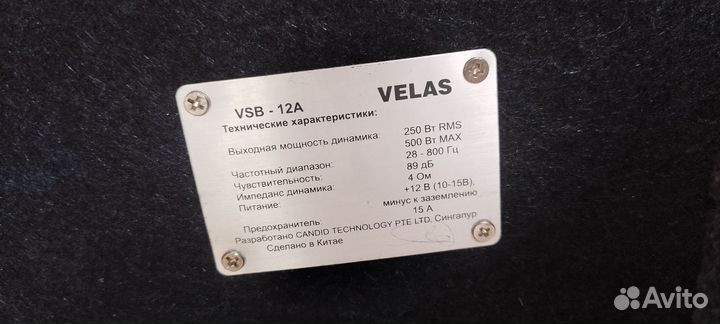 VELAS
VSB - 12A
Технические характеристики:
Выходная мощность динамика: 250 Вт RMS
500 Вт MAX
Частотный диапазон: 28 - 800 Гц
Чувствительность: 89 дБ
Импеданс динамика: 4 Ом
Питание: +12 В (10-15В).
минус к заземлению
Предохранитель: 15 А
Разработано CANDID TECHNOLOGY PTE LTD. Сингапур
Сделано в Китае
Avito